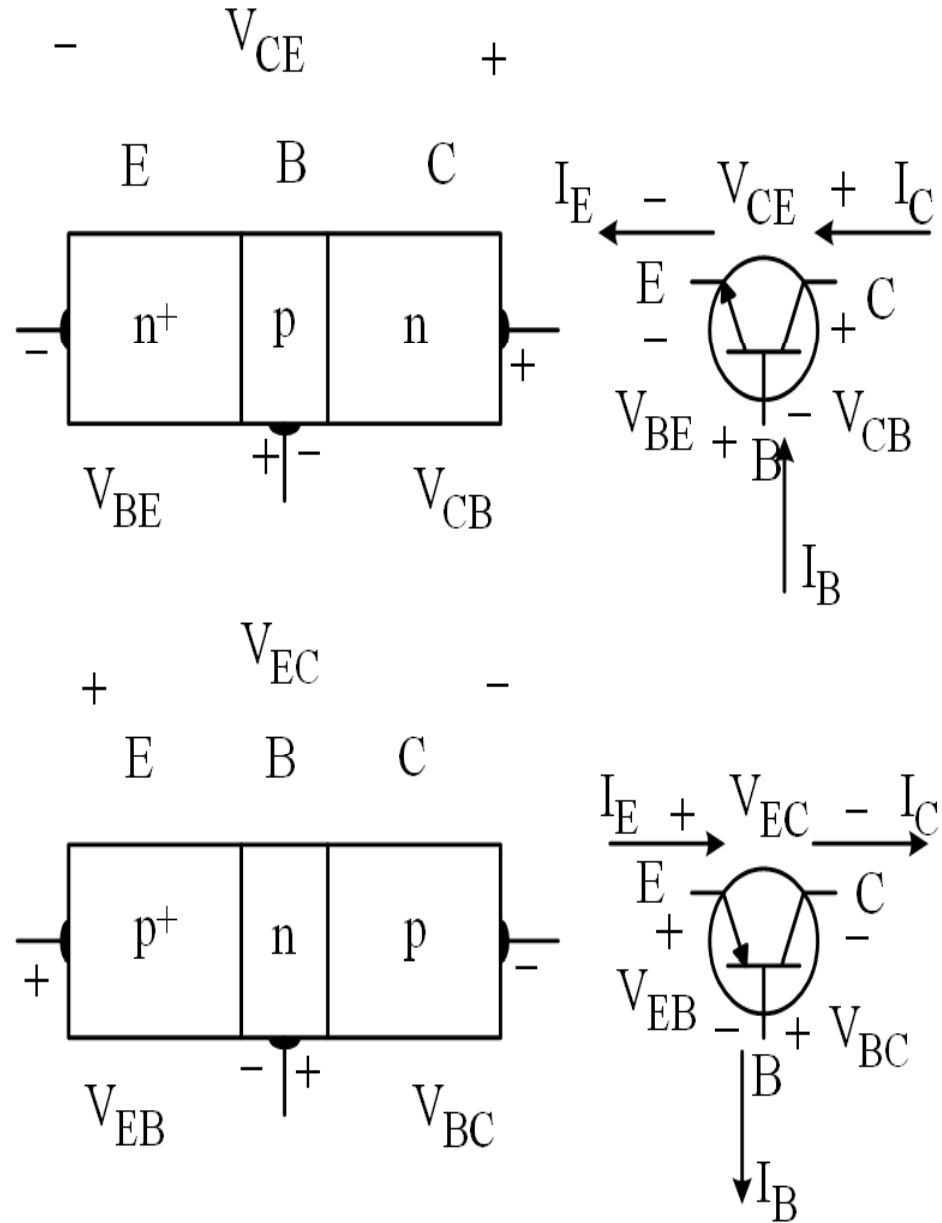 − V_CE +
E B C
n⁺ p n
− +
+ −
V_BE V_CB
I_E − V_CE + I_C
E C
− +
V_BE + − V_CB
B
I_B
+ V_EC −
E B C
p⁺ n p
+ −
− +
V_EB V_BC
I_E + V_EC − I_C
E C
+ −
V_EB − + V_BC
B
I_B